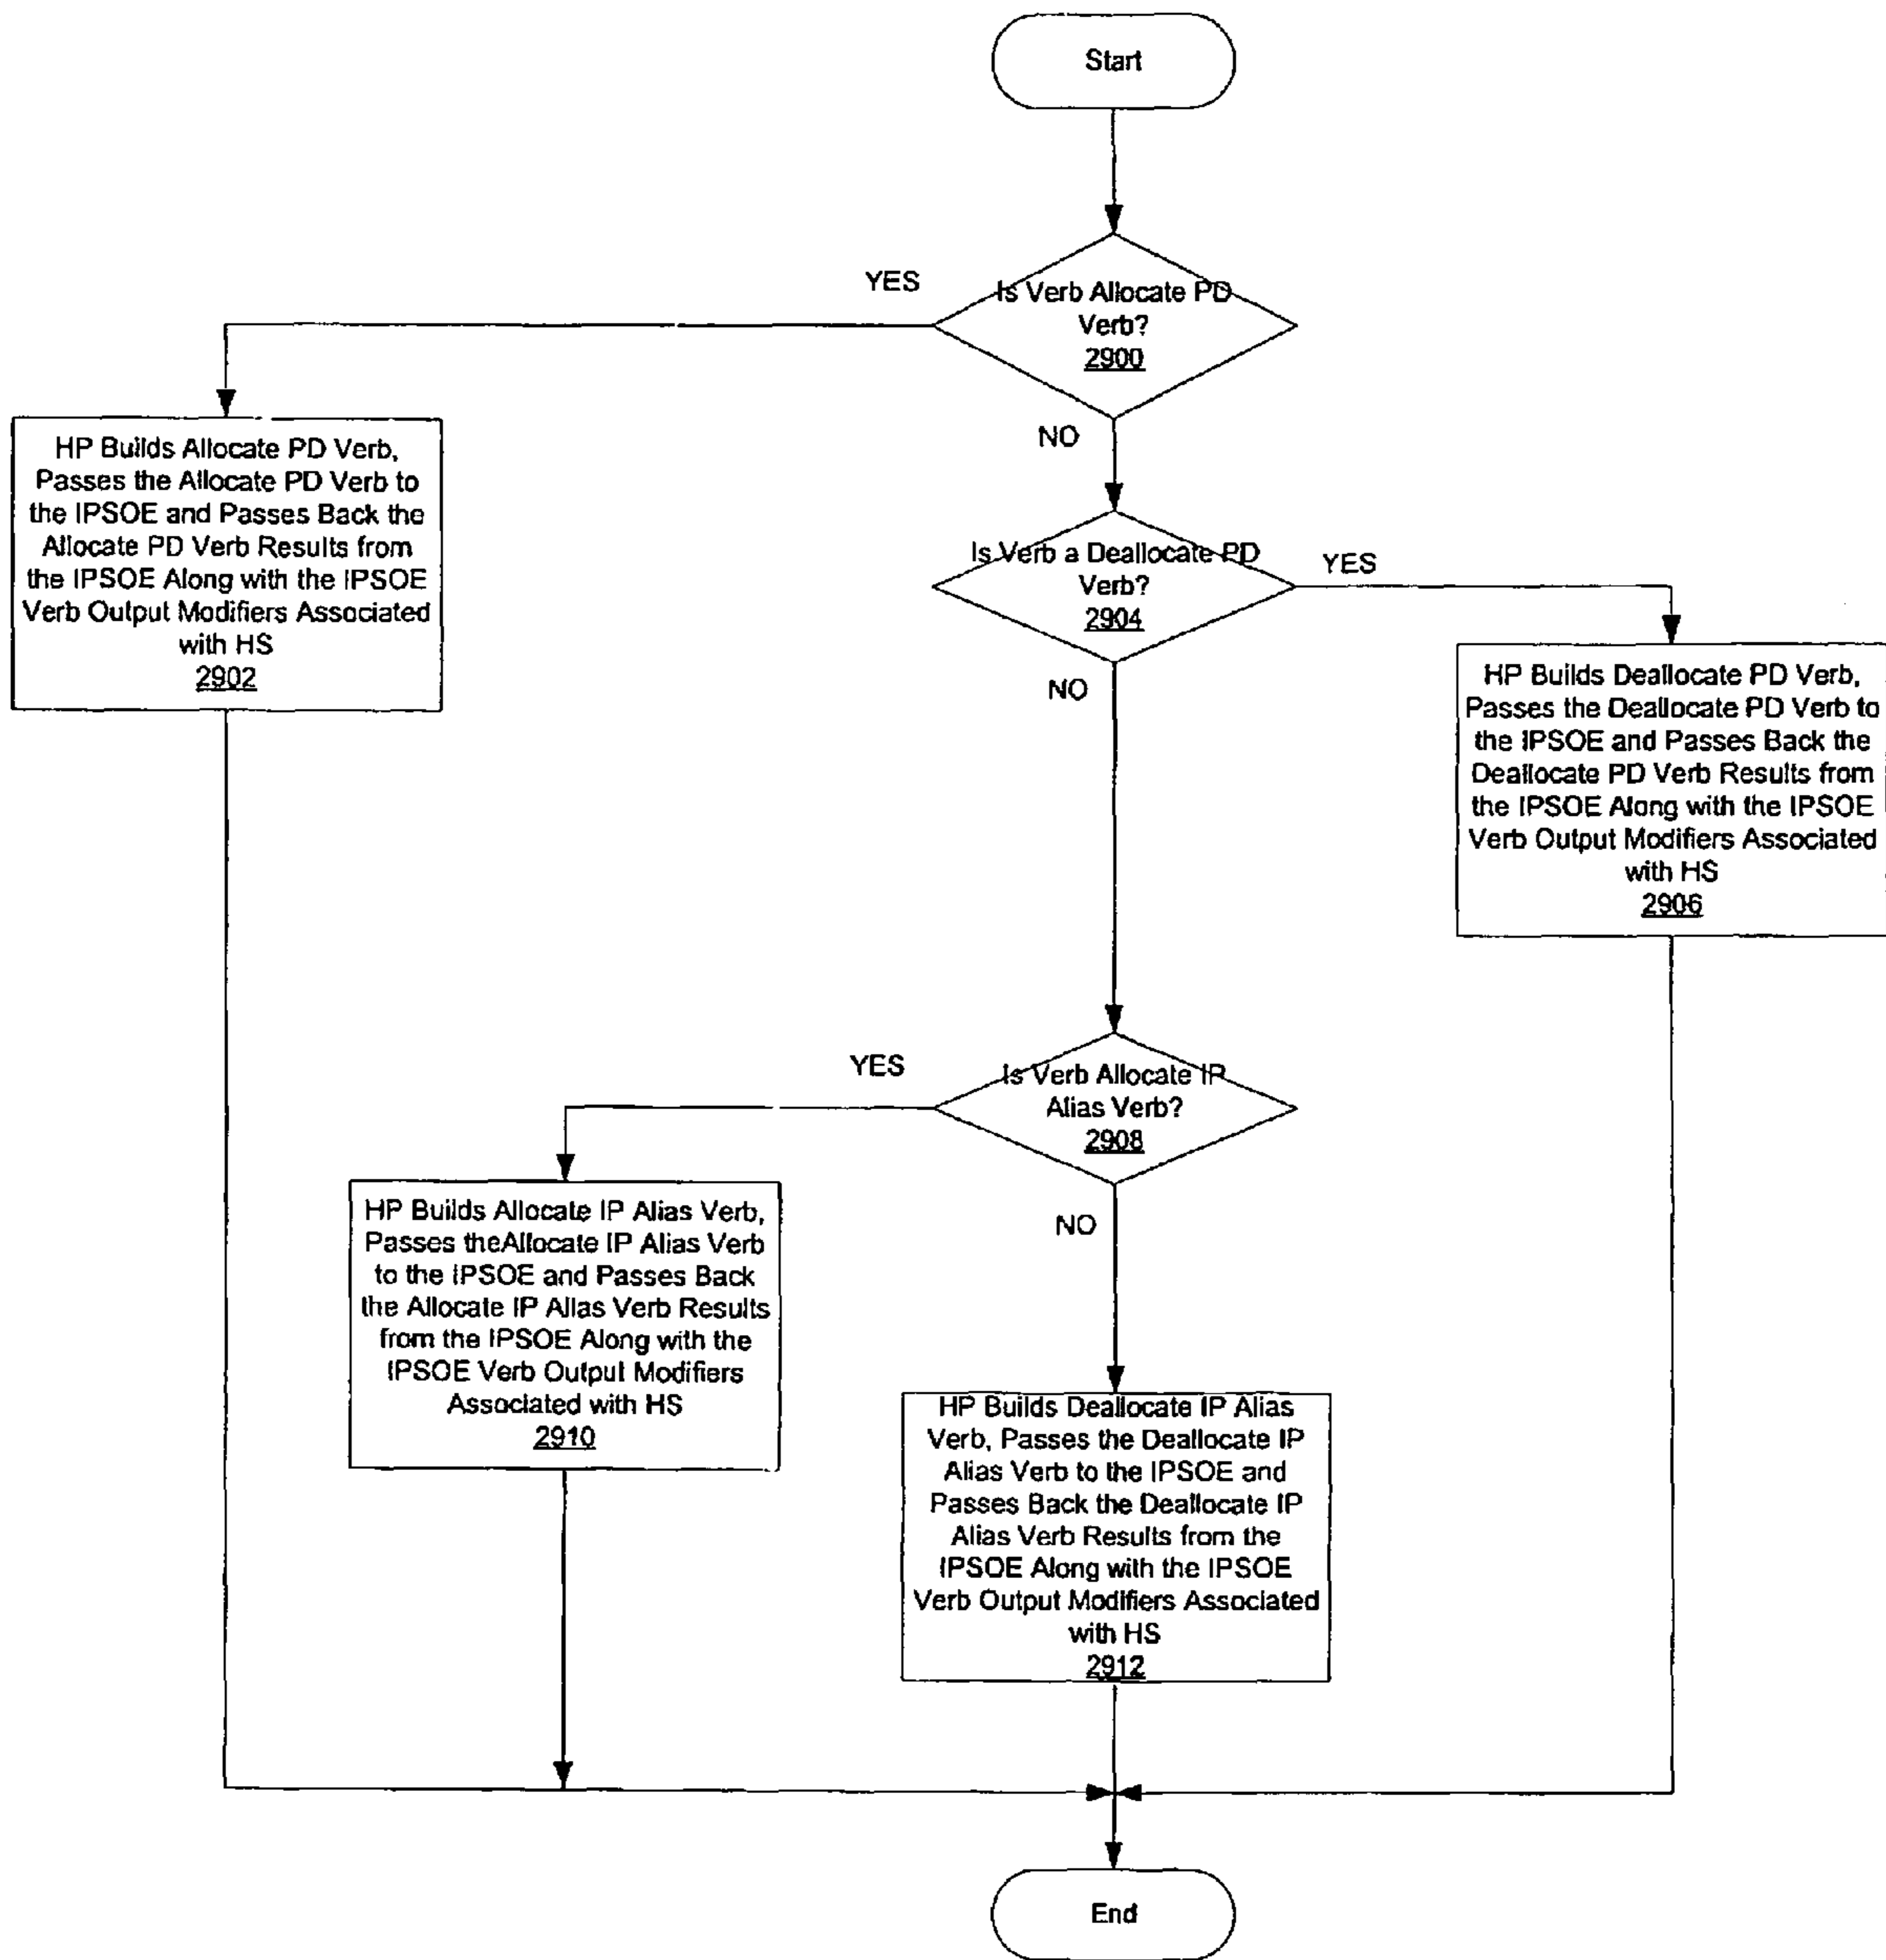 Start
YES
Is Verb Allocate PD
Verb?
2900
NO
HP Builds Allocate PD Verb,
Passes the Allocate PD Verb to
the IPSOE and Passes Back the
Allocate PD Verb Results from
the IPSOE Along with the IPSOE
Verb Output Modifiers Associated
with HS
2902
Is Verb a Deallocate PD
Verb?
2904
YES
NO
HP Builds Deallocate PD Verb,
Passes the Deallocate PD Verb to
the IPSOE and Passes Back the
Deallocate PD Verb Results from
the IPSOE Along with the IPSOE
Verb Output Modifiers Associated
with HS
2906
YES
Is Verb Allocate IP
Alias Verb?
2908
NO
HP Builds Allocate IP Alias Verb,
Passes theAllocate IP Alias Verb
to the IPSOE and Passes Back
the Allocate IP Alias Verb Results
from the IPSOE Along with the
IPSOE Verb Output Modifiers
Associated with HS
2910
HP Builds Deallocate IP Alias
Verb, Passes the Deallocate IP
Alias Verb to the IPSOE and
Passes Back the Deallocate IP
Alias Verb Results from the
IPSOE Along with the IPSOE
Verb Output Modifiers Associated
with HS
2912
End